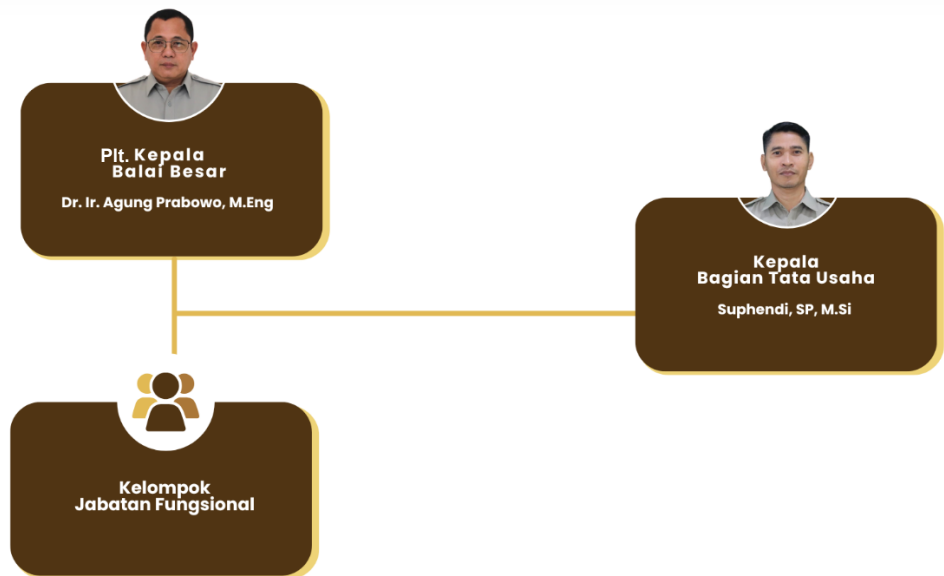 Plt. Kepala
Balai Besar
Dr. Ir. Agung Prabowo, M.Eng
Kepala
Bagian Tata Usaha
Suphendi, SP, M.Si
Kelompok
Jabatan Fungsional